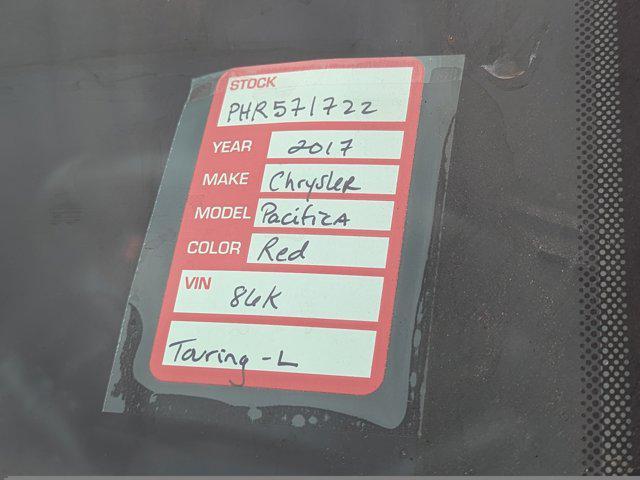 STOCK
PHR571722
YEAR 2017
MAKE Chrysler
MODEL PacificA
COLOR Red
VIN 86K
Touring-L